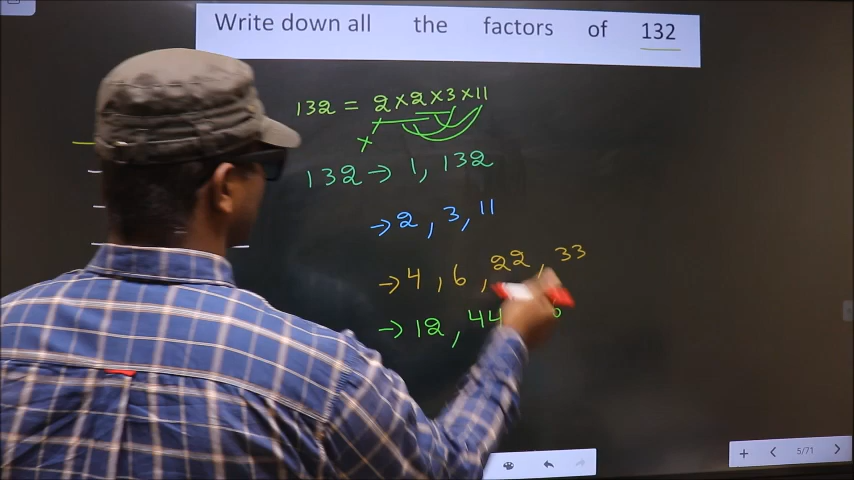 Write down all the factors of 132
132 = 2×2×3×11
×
132 → 1, 132
→ 2, 3, 11
→ 4, 6, 22, 33
→ 12, 44
5/71